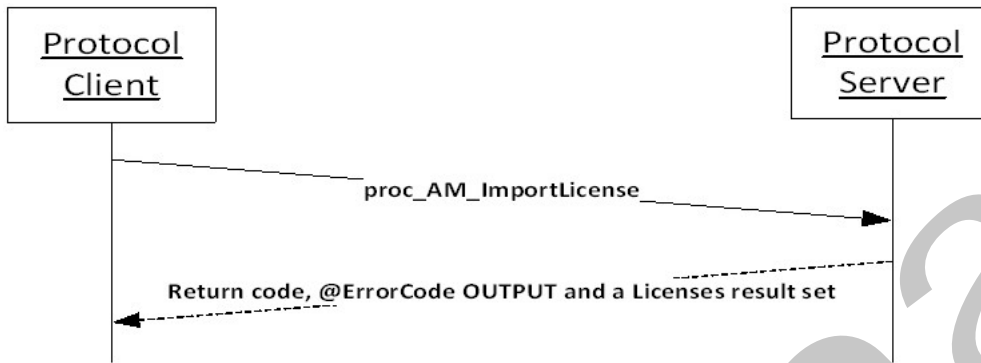 Protocol
Client
Protocol
Server
proc_AM_ImportLicense
Return code, @ErrorCode OUTPUT and a Licenses result set